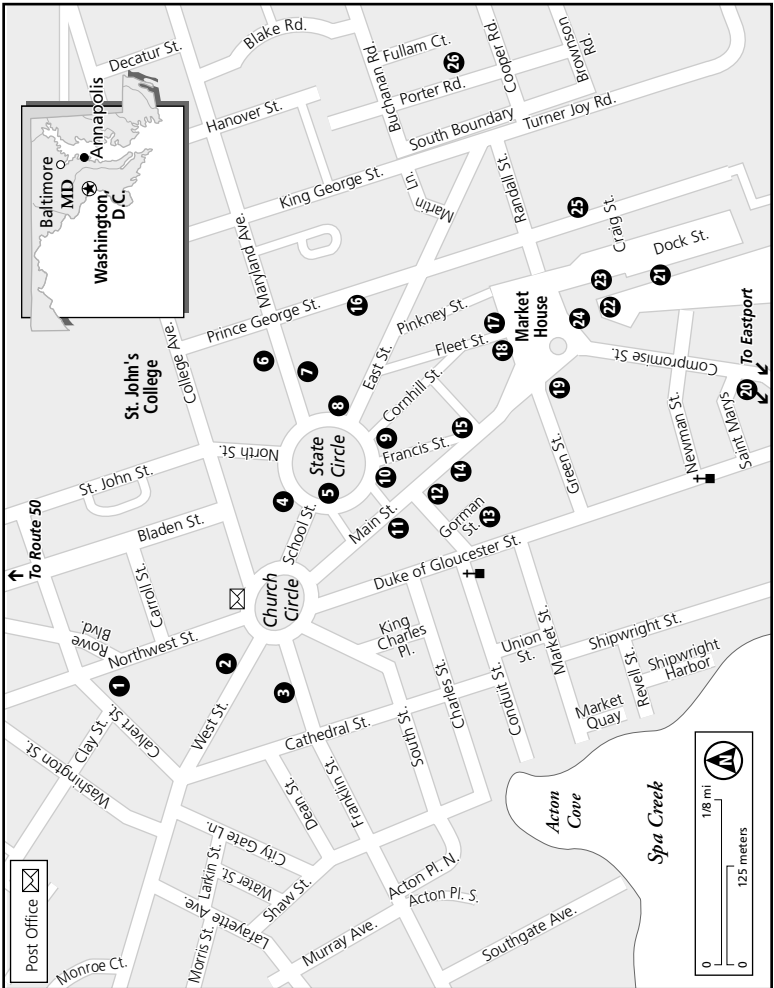 Post Office
Monroe Ct.
Morris St.
Lafayette Ave.
Larkin St.
Water St.
Shaw St.
City Gate Ln.
Murray Ave.
Acton Pl. N.
Acton Pl. S.
Southgate Ave.
Washington St.
Clay St.
Calvert St.
West St.
Dean St.
Franklin St.
Cathedral St.
South St.
Charles St.
King
Charles
Pl.
Conduit St.
Union
St.
Market St.
Market
Quay
Revell St.
Shipwright St.
Shipwright
Harbor
To Route 50
Rowe
Blvd.
Northwest St.
Carroll St.
Bladen St.
St. John St.
Church
Circle
School St.
State
Circle
North St.
Main St.
Duke of Gloucester St.
Gorman
St.
Francis St.
Cornhill St.
Fleet St.
Pinkney St.
East St.
Green St.
Newman St.
Saint Marys
Compromise St.
To Eastport
Market
House
Dock St.
Craig St.
Randall St.
St. John's
College
College Ave.
Maryland Ave.
Prince George St.
King George St.
Martin Ln.
Hanover St.
Decatur St.
Blake Rd.
Buchanan Rd.
Fullam Ct.
Porter Rd.
Cooper Rd.
Brownson
Rd.
South Boundary
Turner Joy Rd.
Baltimore
MD
Annapolis
Washington,
D.C.
Acton
Cove
Spa Creek
0 1/8 mi
0 125 meters
N
1
2
3
4
5
6
7
8
9
10
11
12
13
14
15
16
17
18
19
20
21
22
23
24
25
26